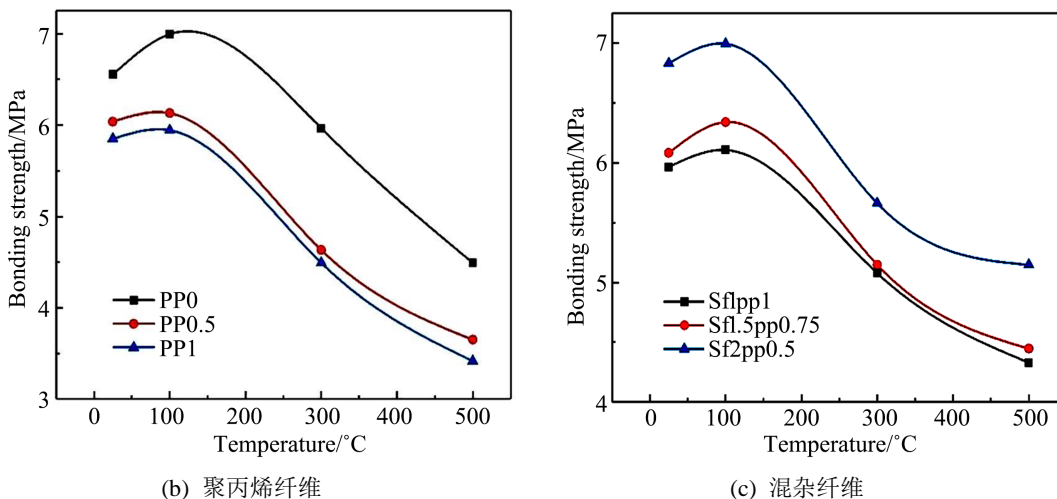 7
6
5
4
3
Bonding strength/MPa
PP0
PP0.5
PP1
0 100 200 300 400 500
Temperature/°C
(b) 聚丙烯纤维
7
6
5
4
Bonding strength/MPa
Sflpp1
Sfl.5pp0.75
Sf2pp0.5
0 100 200 300 400 500
Temperature/°C
(c) 混杂纤维